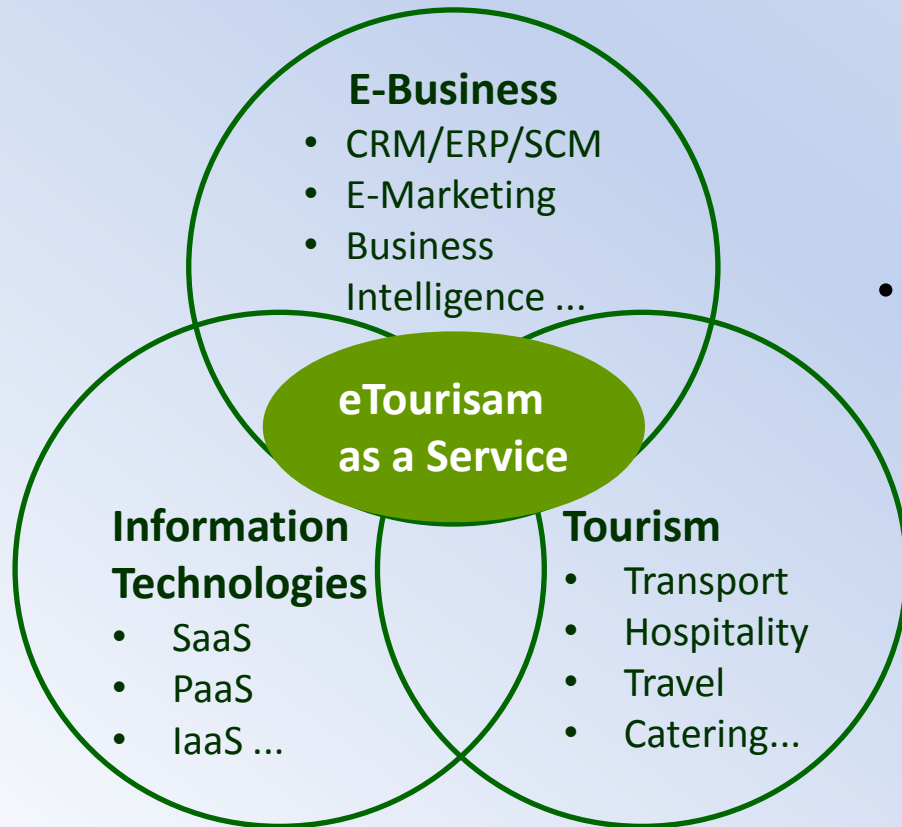 E-Business
• CRM/ERP/SCM
• E-Marketing
• Business
Intelligence ...
•
eTourisam
as a Service
Information
Technologies
• SaaS
• PaaS
• IaaS ...
Tourism
• Transport
• Hospitality
• Travel
• Catering...